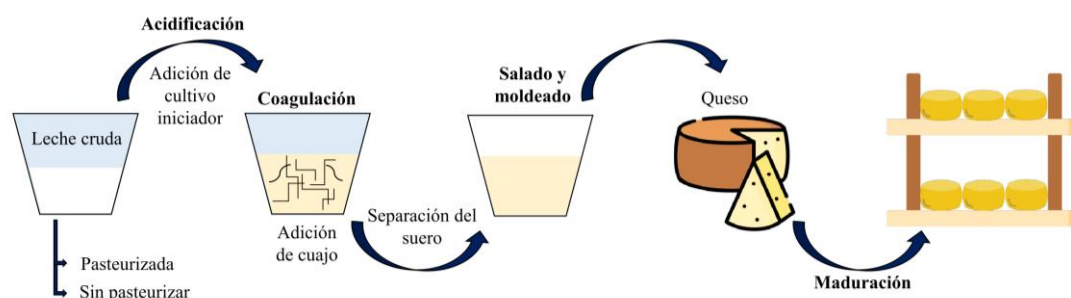 Acidificación
Adición de
cultivo
iniciador
Leche cruda
Pasteurizada
Sin pasteurizar
Coagulación
Adición
de cuajo
Separación del
suero
Salado y
moldeado
Queso
Maduración